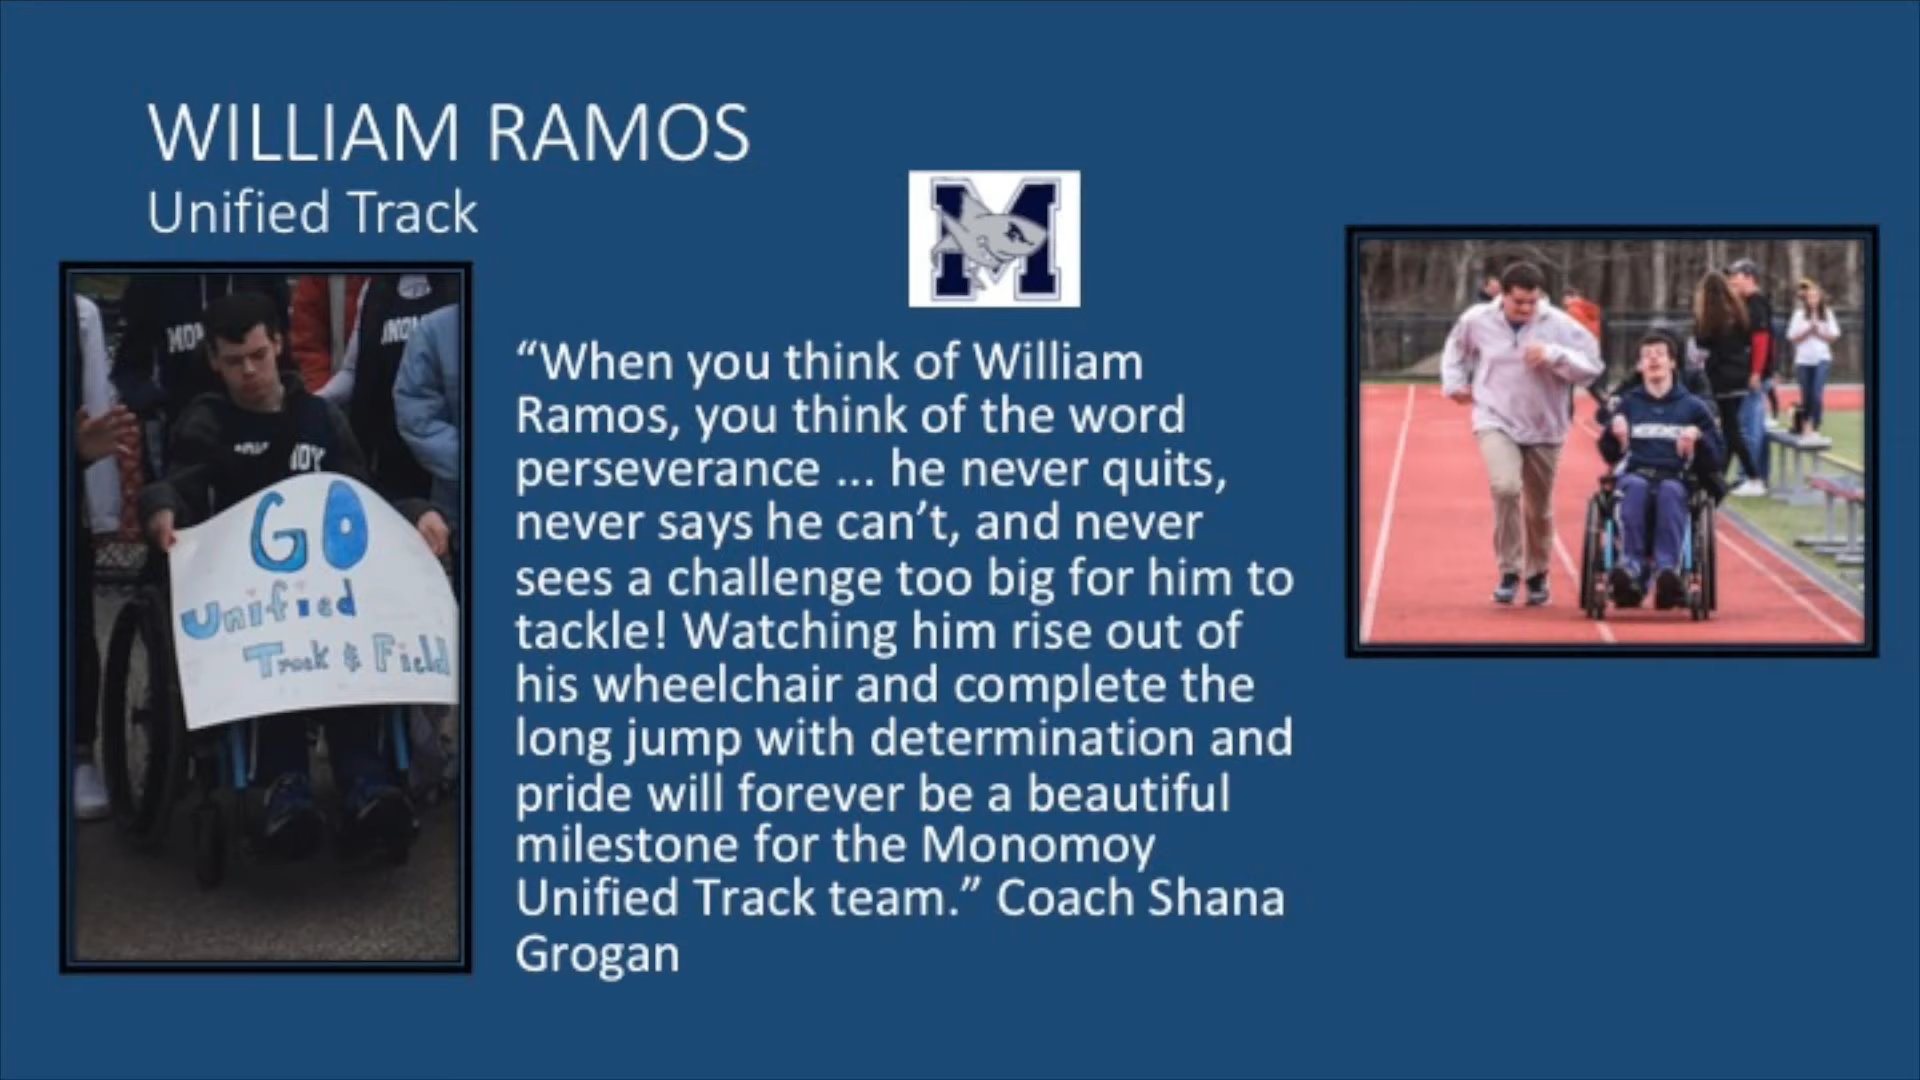 WILLIAM RAMOS
Unified Track
M
GO
Unified
Track & Field
“When you think of William
Ramos, you think of the word
perseverance ... he never quits,
never says he can’t, and never
sees a challenge too big for him to
tackle! Watching him rise out of
his wheelchair and complete the
long jump with determination and
pride will forever be a beautiful
milestone for the Monomoy
Unified Track team.” Coach Shana
Grogan